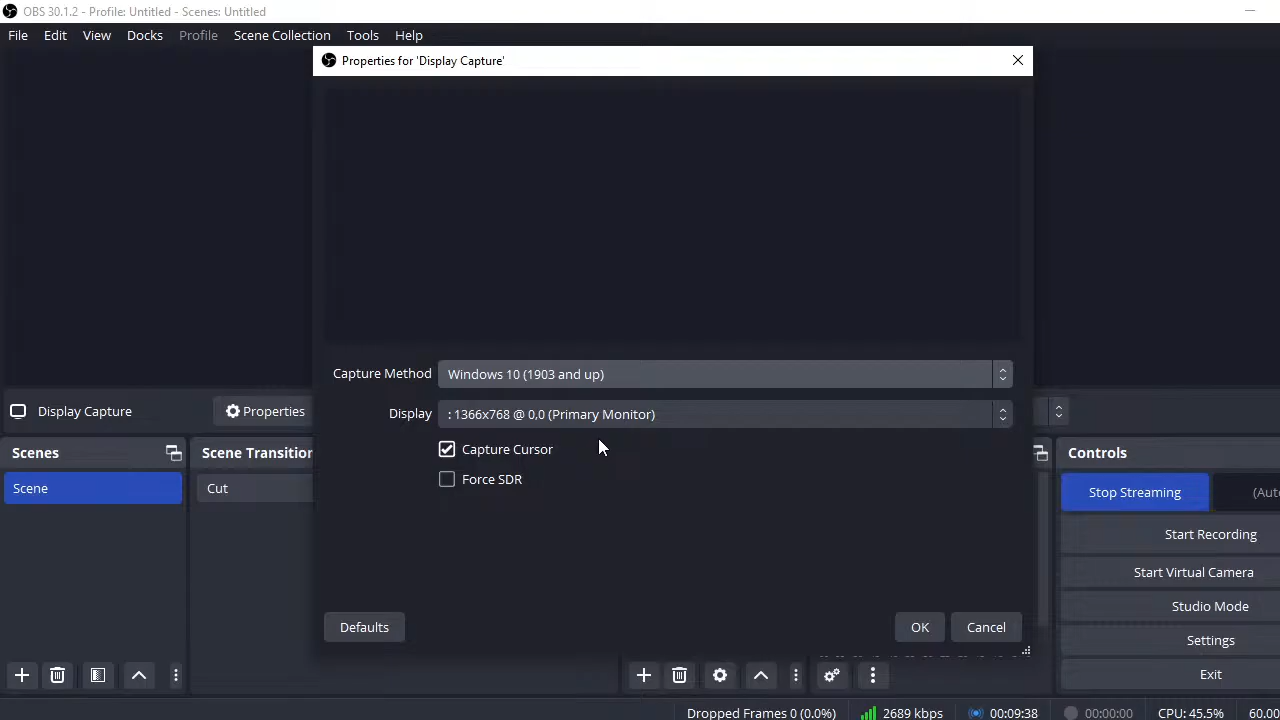 OBS 30.1.2 - Profile: Untitled - Scenes: Untitled
File Edit View Docks Profile Scene Collection Tools Help
Properties for 'Display Capture'
Capture Method Windows 10 (1903 and up)
Display : 1366x768 @ 0,0 (Primary Monitor)
Capture Cursor
Force SDR
Defaults OK Cancel
Display Capture Properties
Scenes Scene Transition Controls
Scene Cut Stop Streaming (Aut
Start Recording
Start Virtual Camera
Studio Mode
Settings
Exit
Dropped Frames 0 (0.0%) 2689 kbps 00:09:38 00:00:00 CPU: 45.5% 60.00